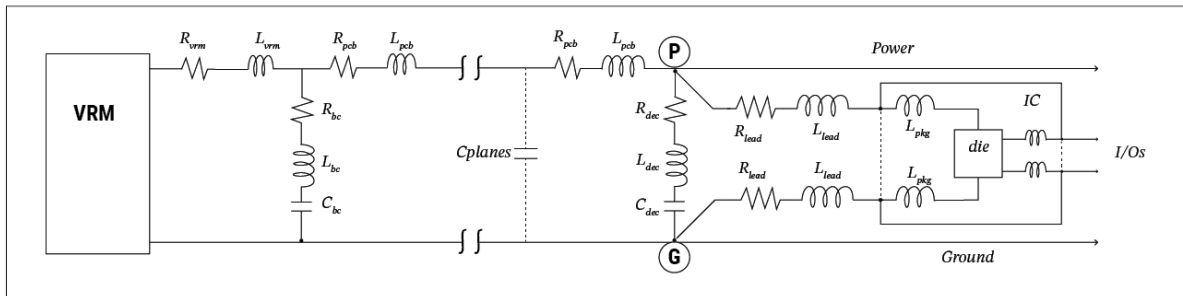 R_vrm L_vrm R_pcb L_pcb R_pcb L_pcb P Power
VRM
R_bc
L_bc
C_bc
Cplanes
R_dec
L_dec
C_dec
R_lead L_lead L_pkg IC
die
R_lead L_lead L_pkg
I/Os
G Ground